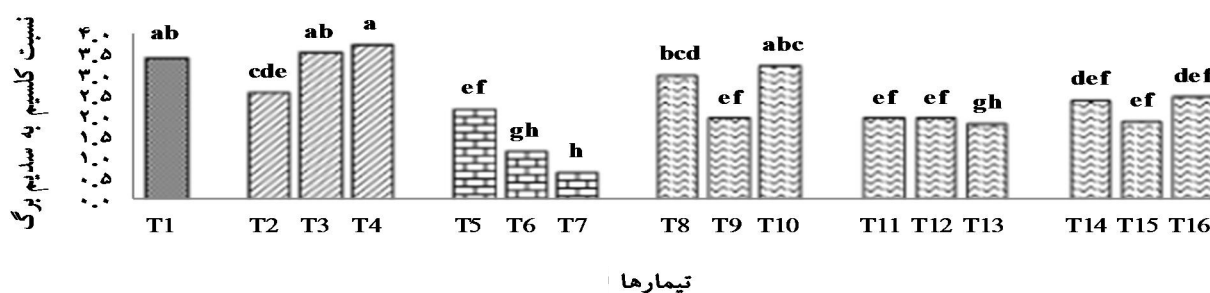 نسبت کلسیم به سدیم برگ
۴.۰
۳.۵
۳.۰
۲.۵
۲.۰
۱.۵
۱.۰
۰.۵
۰.۰
ab cde ab a ef gh h bcd ef abc ef ef gh def ef def
T1 T2 T3 T4 T5 T6 T7 T8 T9 T10 T11 T12 T13 T14 T15 T16
تیمارها